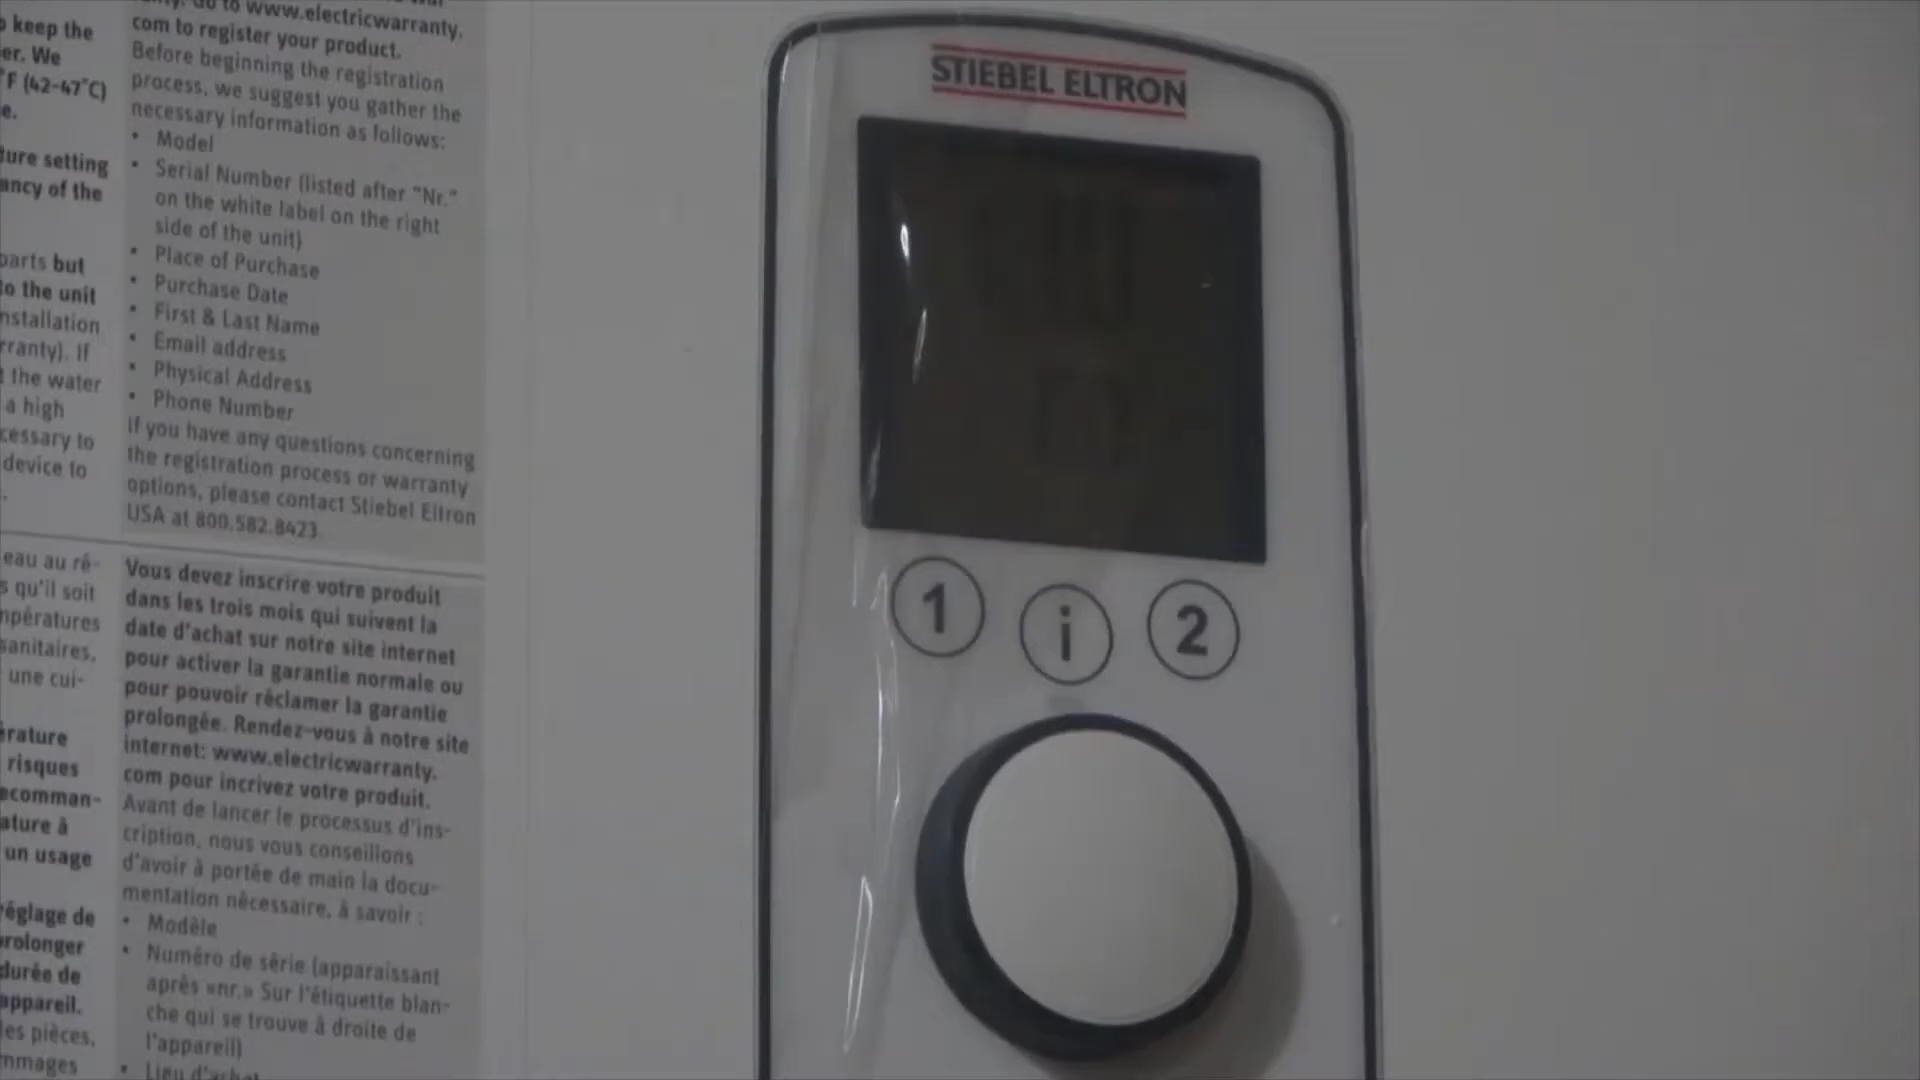 keep the
er. We
°F (42-47°C)
e.
ture setting
ancy of the
parts but
to the unit
nstallation
rranty). If
t the water
a high
cessary to
device to
eau au ré-
s qu'il soit
mpératures
sanitaires,
une cui-
érature
risques
ecomman-
ature à
un usage
réglage de
prolonger
durée de
appareil.
les pièces,
mmages
Go to www.electricwarranty.
com to register your product.
Before beginning the registration
process, we suggest you gather the
necessary information as follows:
• Model
• Serial Number (listed after "Nr."
on the white label on the right
side of the unit)
• Place of Purchase
• Purchase Date
• First & Last Name
• Email address
• Physical Address
• Phone Number
If you have any questions concerning
the registration process or warranty
options, please contact Stiebel Eltron
USA at 800.582.8423.
Vous devez inscrire votre produit
dans les trois mois qui suivent la
date d'achat sur notre site internet
pour activer la garantie normale ou
pour pouvoir réclamer la garantie
prolongée. Rendez-vous à notre site
internet: www.electricwarranty.
com pour incrivez votre produit.
Avant de lancer le processus d'ins-
cription, nous vous conseillons
d'avoir à portée de main la docu-
mentation nécessaire, à savoir :
• Modèle
• Numéro de série (apparaissant
après «nr.» Sur l'étiquette blan-
che qui se trouve à droite de
l'appareil)
• Lieu d'achat
STIEBEL ELTRON
1 i 2